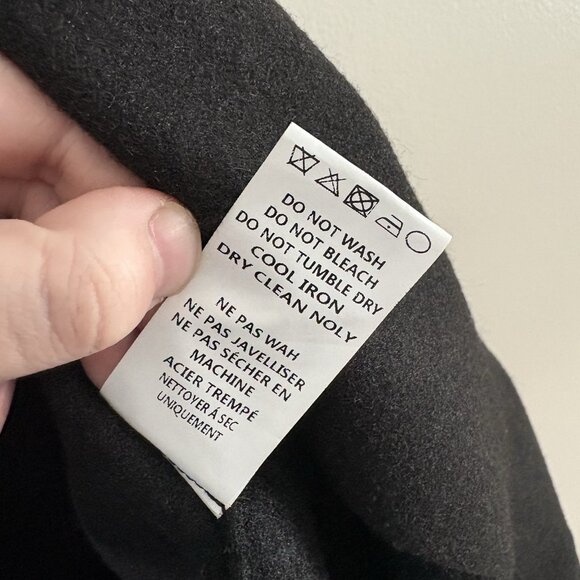 DO NOT WASH
DO NOT BLEACH
DO NOT TUMBLE DRY
COOL IRON
DRY CLEAN NOLY
NE PAS WAH
NE PAS JAVELLISER
NE PAS SÉCHER EN
MACHINE
ACIER TREMPÉ
NETTOYER À SEC
UNIQUEMENT